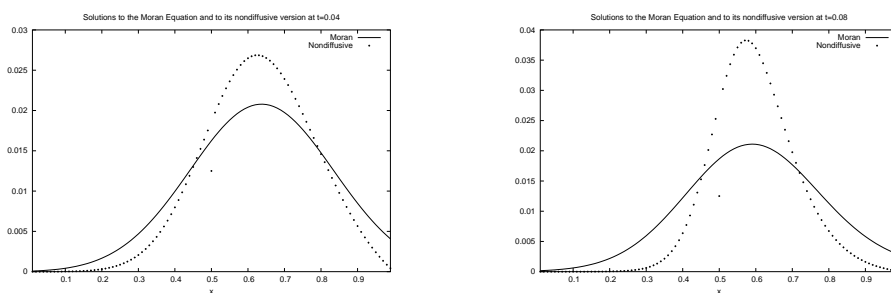 Solutions to the Moran Equation and to its nondiffusive version at t=0.04
0.03
0.025
0.02
0.015
0.01
0.005
0
0.1 0.2 0.3 0.4 0.5 0.6 0.7 0.8 0.9
x
Moran
Nondiffusive
Solutions to the Moran Equation and to its nondiffusive version at t=0.08
0.04
0.035
0.03
0.025
0.02
0.015
0.01
0.005
0
0.1 0.2 0.3 0.4 0.5 0.6 0.7 0.8 0.9
x
Moran
Nondiffusive